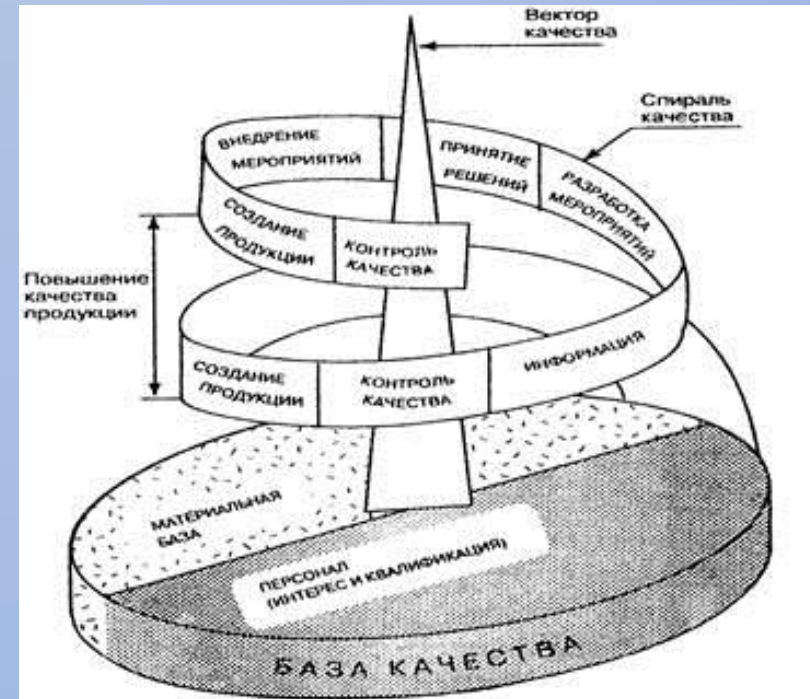 Вектор
качества
Спираль
качества
ВНЕДРЕНИЕ
МЕРОПРИЯТИЙ
ПРИНЯТИЕ
РЕШЕНИЙ
РАЗРАБОТКА
МЕРОПРИЯТИЙ
СОЗДАНИЕ
ПРОДУКЦИИ
КОНТРОЛЬ
КАЧЕСТВА
Повышение
качества
продукции
СОЗДАНИЕ
ПРОДУКЦИИ
КОНТРОЛЬ
КАЧЕСТВА
ИНФОРМАЦИЯ
МАТЕРИАЛЬНАЯ
БАЗА
ПЕРСОНАЛ
(ИНТЕРЕС И КВАЛИФИКАЦИЯ)
БАЗА КАЧЕСТВА